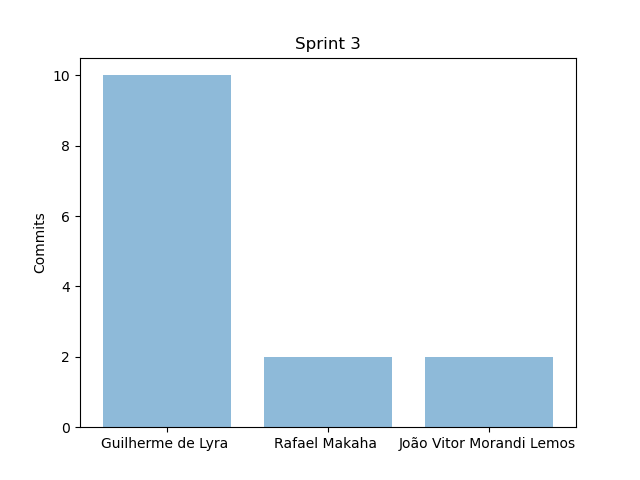 Sprint 3
Commits
10
8
6
4
2
0
Guilherme de Lyra
Rafael Makaha
João Vitor Morandi Lemos